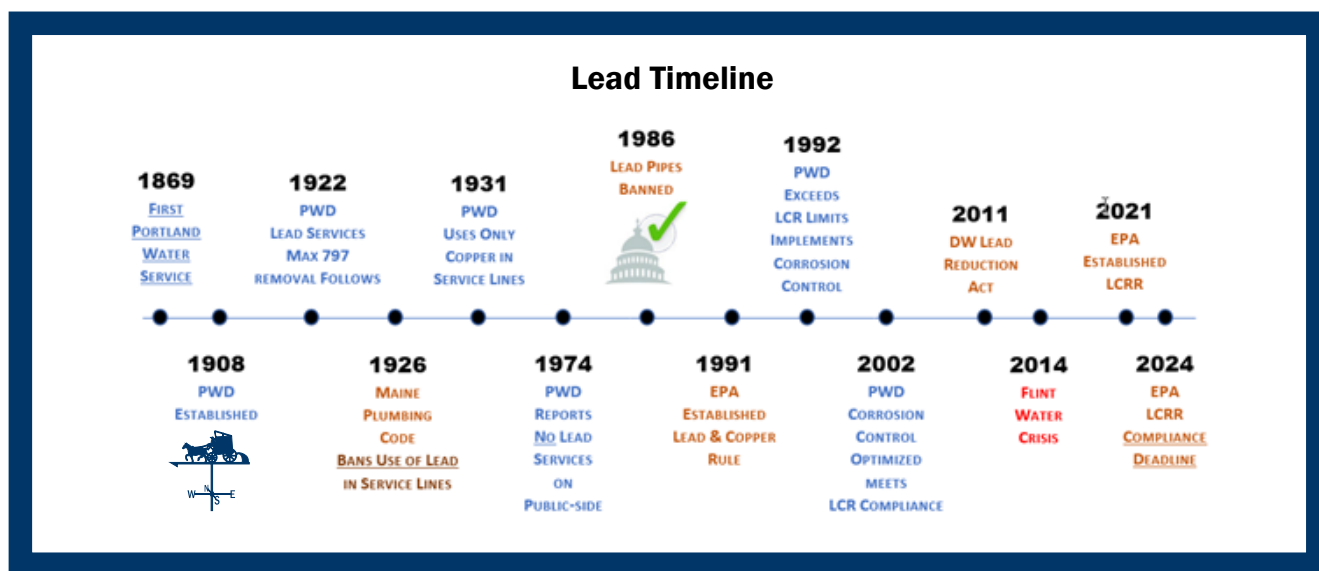 Lead Timeline
1869
First
Portland
Water
Service
1922
PWD
Lead Services
Max 797
removal Follows
1931
PWD
Uses Only
Copper in
Service Lines
1986
Lead Pipes
Banned
1992
PWD
Exceeds
LCR Limits
Implements
Corrosion
Control
2011
DW Lead
Reduction
Act
2021
EPA
Established
LCRR
1908
PWD
Established
N
W E
S
1926
Maine
Plumbing
Code
Bans Use of Lead
in Service Lines
1974
PWD
Reports
No Lead
Services
on
Public-side
1991
EPA
Established
Lead & Copper
Rule
2002
PWD
Corrosion
Control
Optimized
meets
LCR Compliance
2014
Flint
Water
Crisis
2024
EPA
LCRR
Compliance
Deadline